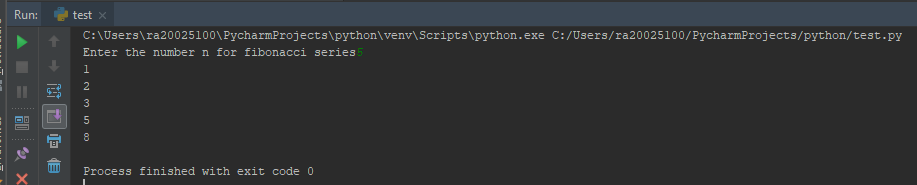 Run: test
C:\Users\ra20025100\PycharmProjects\python\venv\Scripts\python.exe C:/Users/ra20025100/PycharmProjects/python/test.py
Enter the number n for fibonacci series5
1
2
3
5
8
Process finished with exit code 0